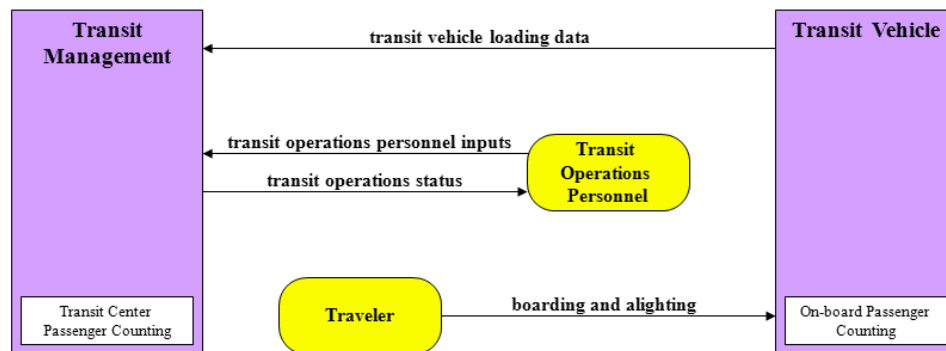 Transit
Management
transit vehicle loading data
Transit Vehicle
transit operations personnel inputs
transit operations status
Transit
Operations
Personnel
Traveler
boarding and alighting
Transit Center
Passenger Counting
On-board Passenger
Counting